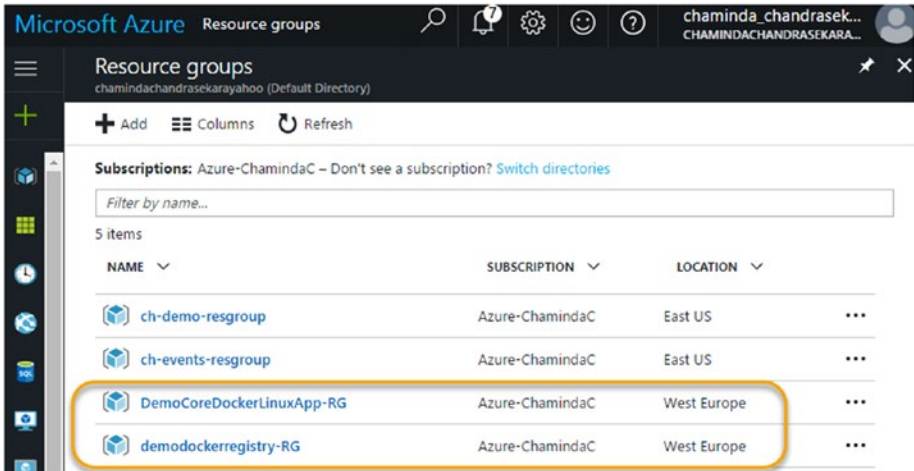 Microsoft Azure Resource groups 7 chaminda_chandrasek...
CHAMINDACHANDRASEKARA...
Resource groups
chamindachandrasekarayahoo (Default Directory)
Add Columns Refresh
Subscriptions: Azure-ChamindaC – Don't see a subscription? Switch directories
Filter by name...
5 items
NAME SUBSCRIPTION LOCATION
ch-demo-resgroup Azure-ChamindaC East US
ch-events-resgroup Azure-ChamindaC East US
DemoCoreDockerLinuxApp-RG Azure-ChamindaC West Europe
demodockerregistry-RG Azure-ChamindaC West Europe
SQL